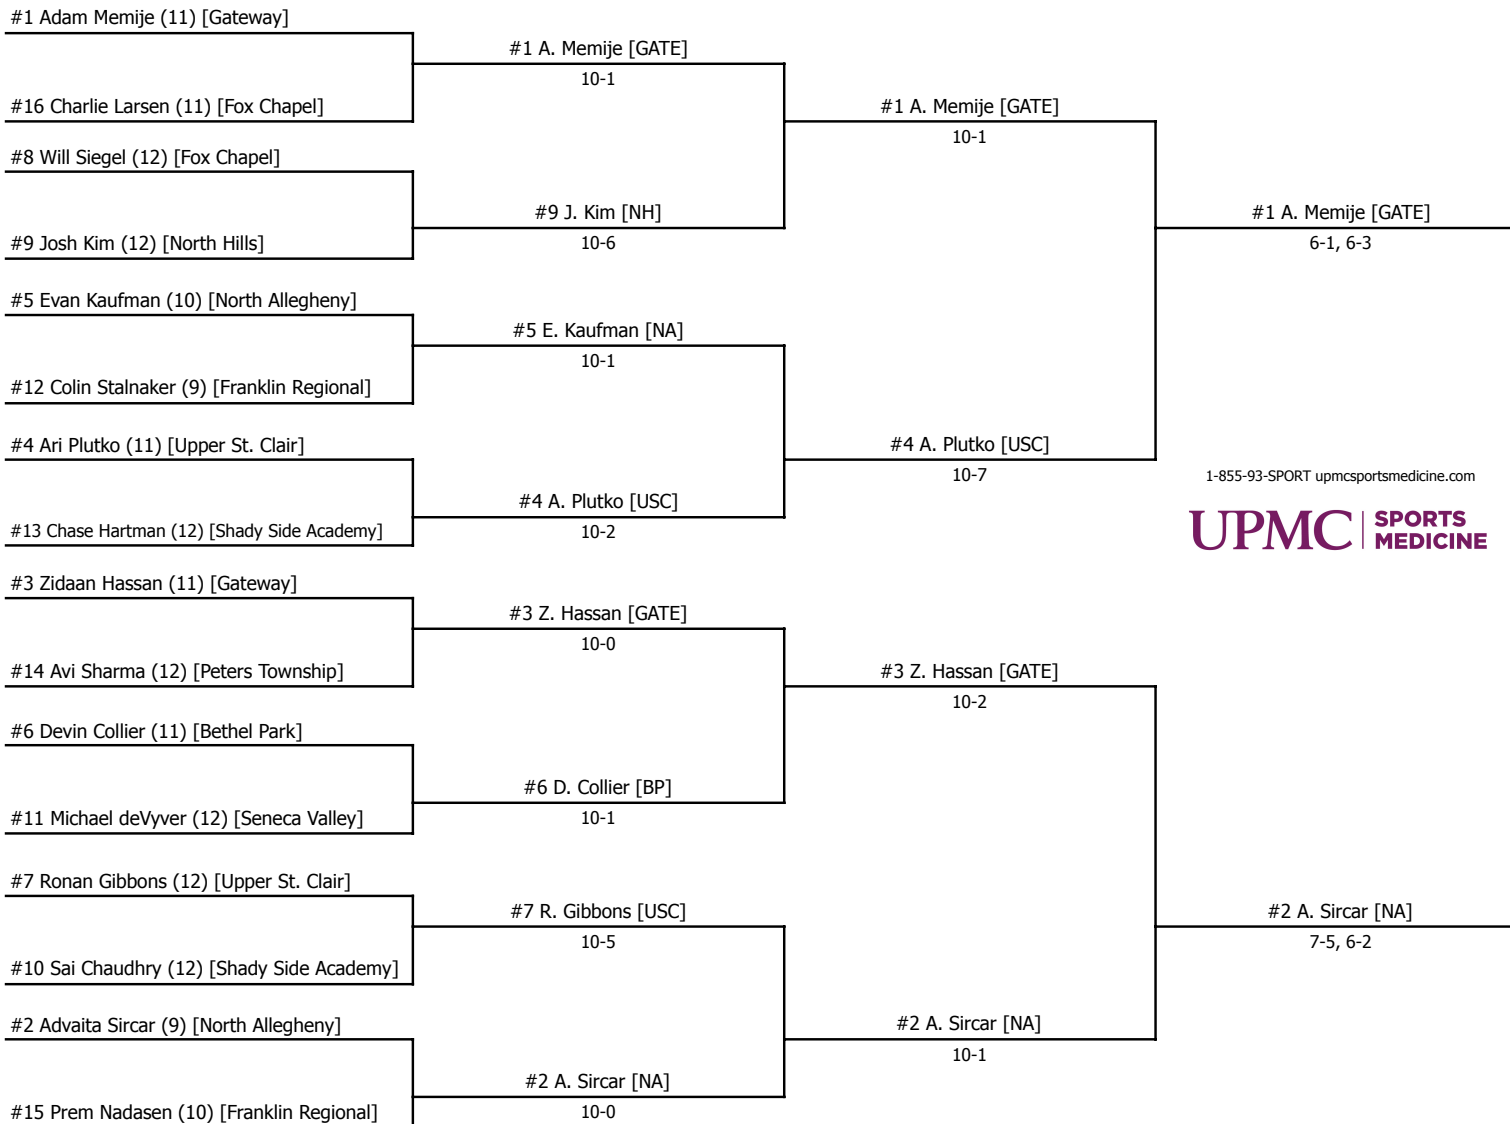 #1 Adam Memije (11) [Gateway]
#1 A. Memije [GATE]
10-1
#16 Charlie Larsen (11) [Fox Chapel]
#1 A. Memije [GATE]
10-1
#8 Will Siegel (12) [Fox Chapel]
#9 J. Kim [NH]
10-6
#9 Josh Kim (12) [North Hills]
#1 A. Memije [GATE]
6-1, 6-3
#5 Evan Kaufman (10) [North Allegheny]
#5 E. Kaufman [NA]
10-1
#12 Colin Stalnaker (9) [Franklin Regional]
#4 Ari Plutko (11) [Upper St. Clair]
#4 A. Plutko [USC]
10-7
#4 A. Plutko [USC]
10-2
#13 Chase Hartman (12) [Shady Side Academy]
1-855-93-SPORT upmcsportsmedicine.com
UPMC | SPORTS
MEDICINE
#3 Zidaan Hassan (11) [Gateway]
#3 Z. Hassan [GATE]
10-0
#14 Avi Sharma (12) [Peters Township]
#3 Z. Hassan [GATE]
10-2
#6 Devin Collier (11) [Bethel Park]
#6 D. Collier [BP]
10-1
#11 Michael deVyver (12) [Seneca Valley]
#7 Ronan Gibbons (12) [Upper St. Clair]
#7 R. Gibbons [USC]
10-5
#10 Sai Chaudhry (12) [Shady Side Academy]
#2 A. Sircar [NA]
7-5, 6-2
#2 Advaita Sircar (9) [North Allegheny]
#2 A. Sircar [NA]
10-1
#2 A. Sircar [NA]
10-0
#15 Prem Nadasen (10) [Franklin Regional]